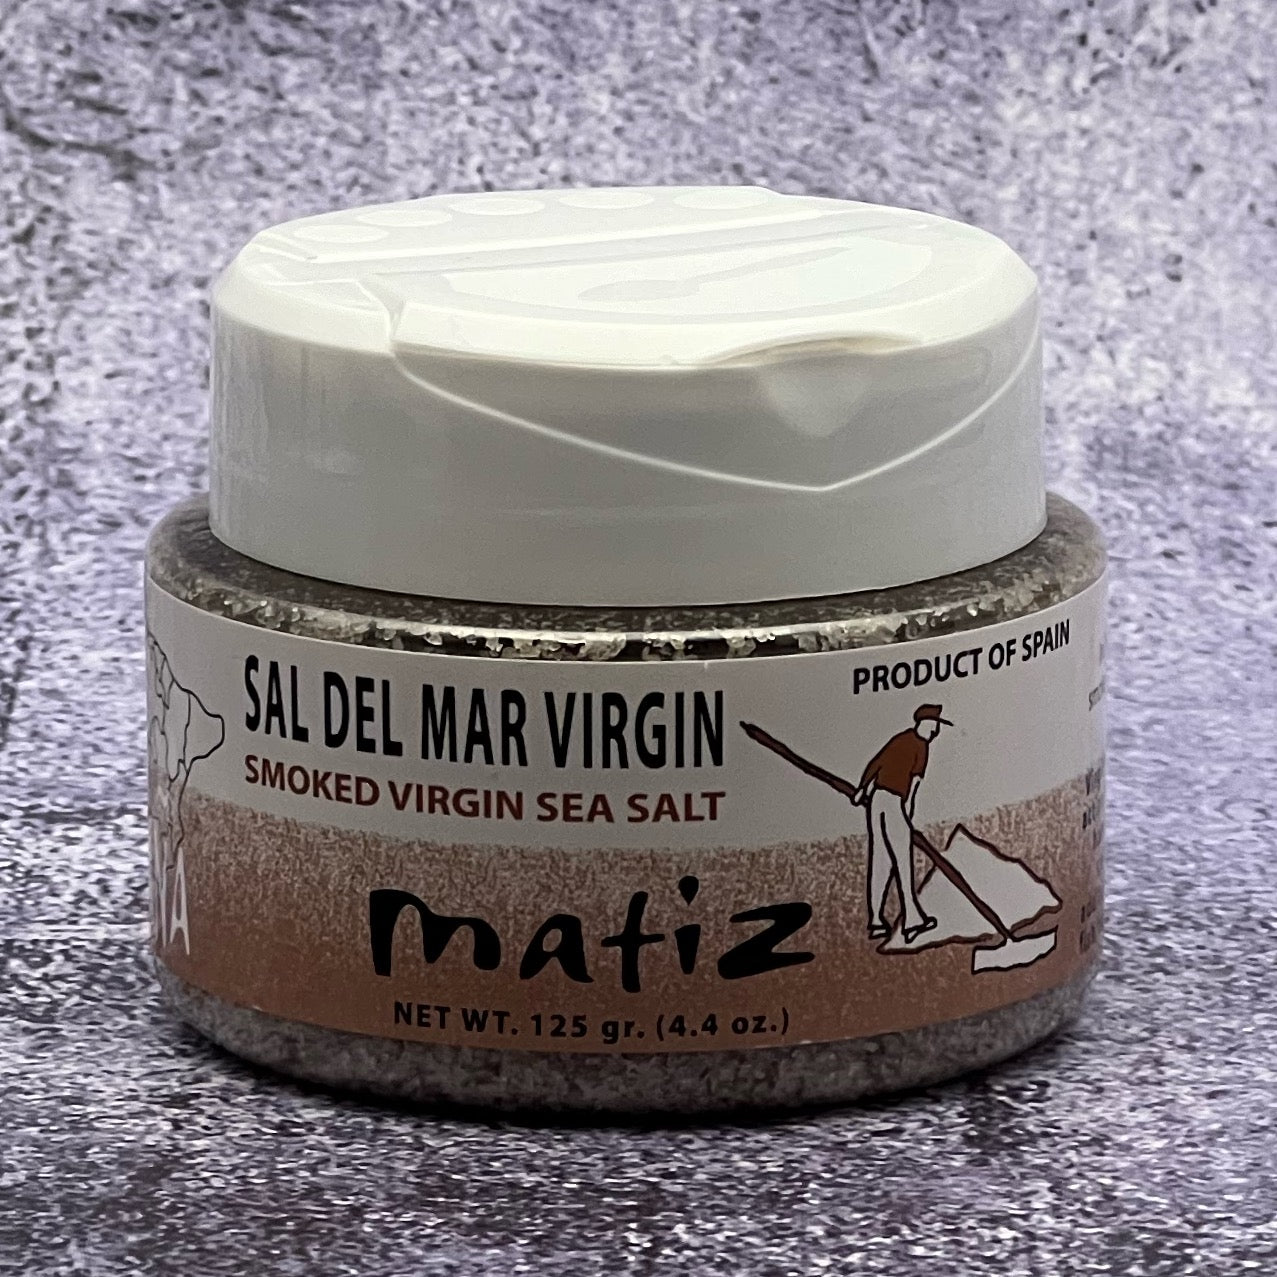 SAL DEL MAR VIRGIN
SMOKED VIRGIN SEA SALT
matiz
NET WT. 125 gr. (4.4 oz.)
PRODUCT OF SPAIN